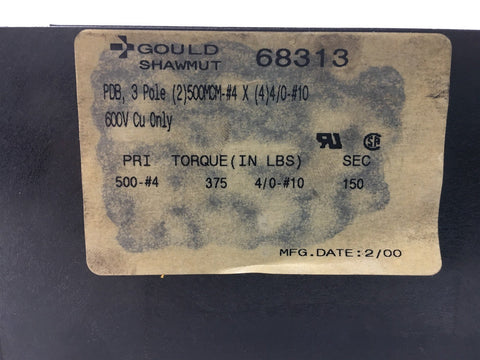 GOULD 68313
SHAWMUT
PDB, 3 Pole (2)500MCM-#4 X (4)4/0-#10
600V Cu Only
PRI TORQUE(IN LBS) SEC
500-#4 375 4/0-#10 150
MFG.DATE:2/00